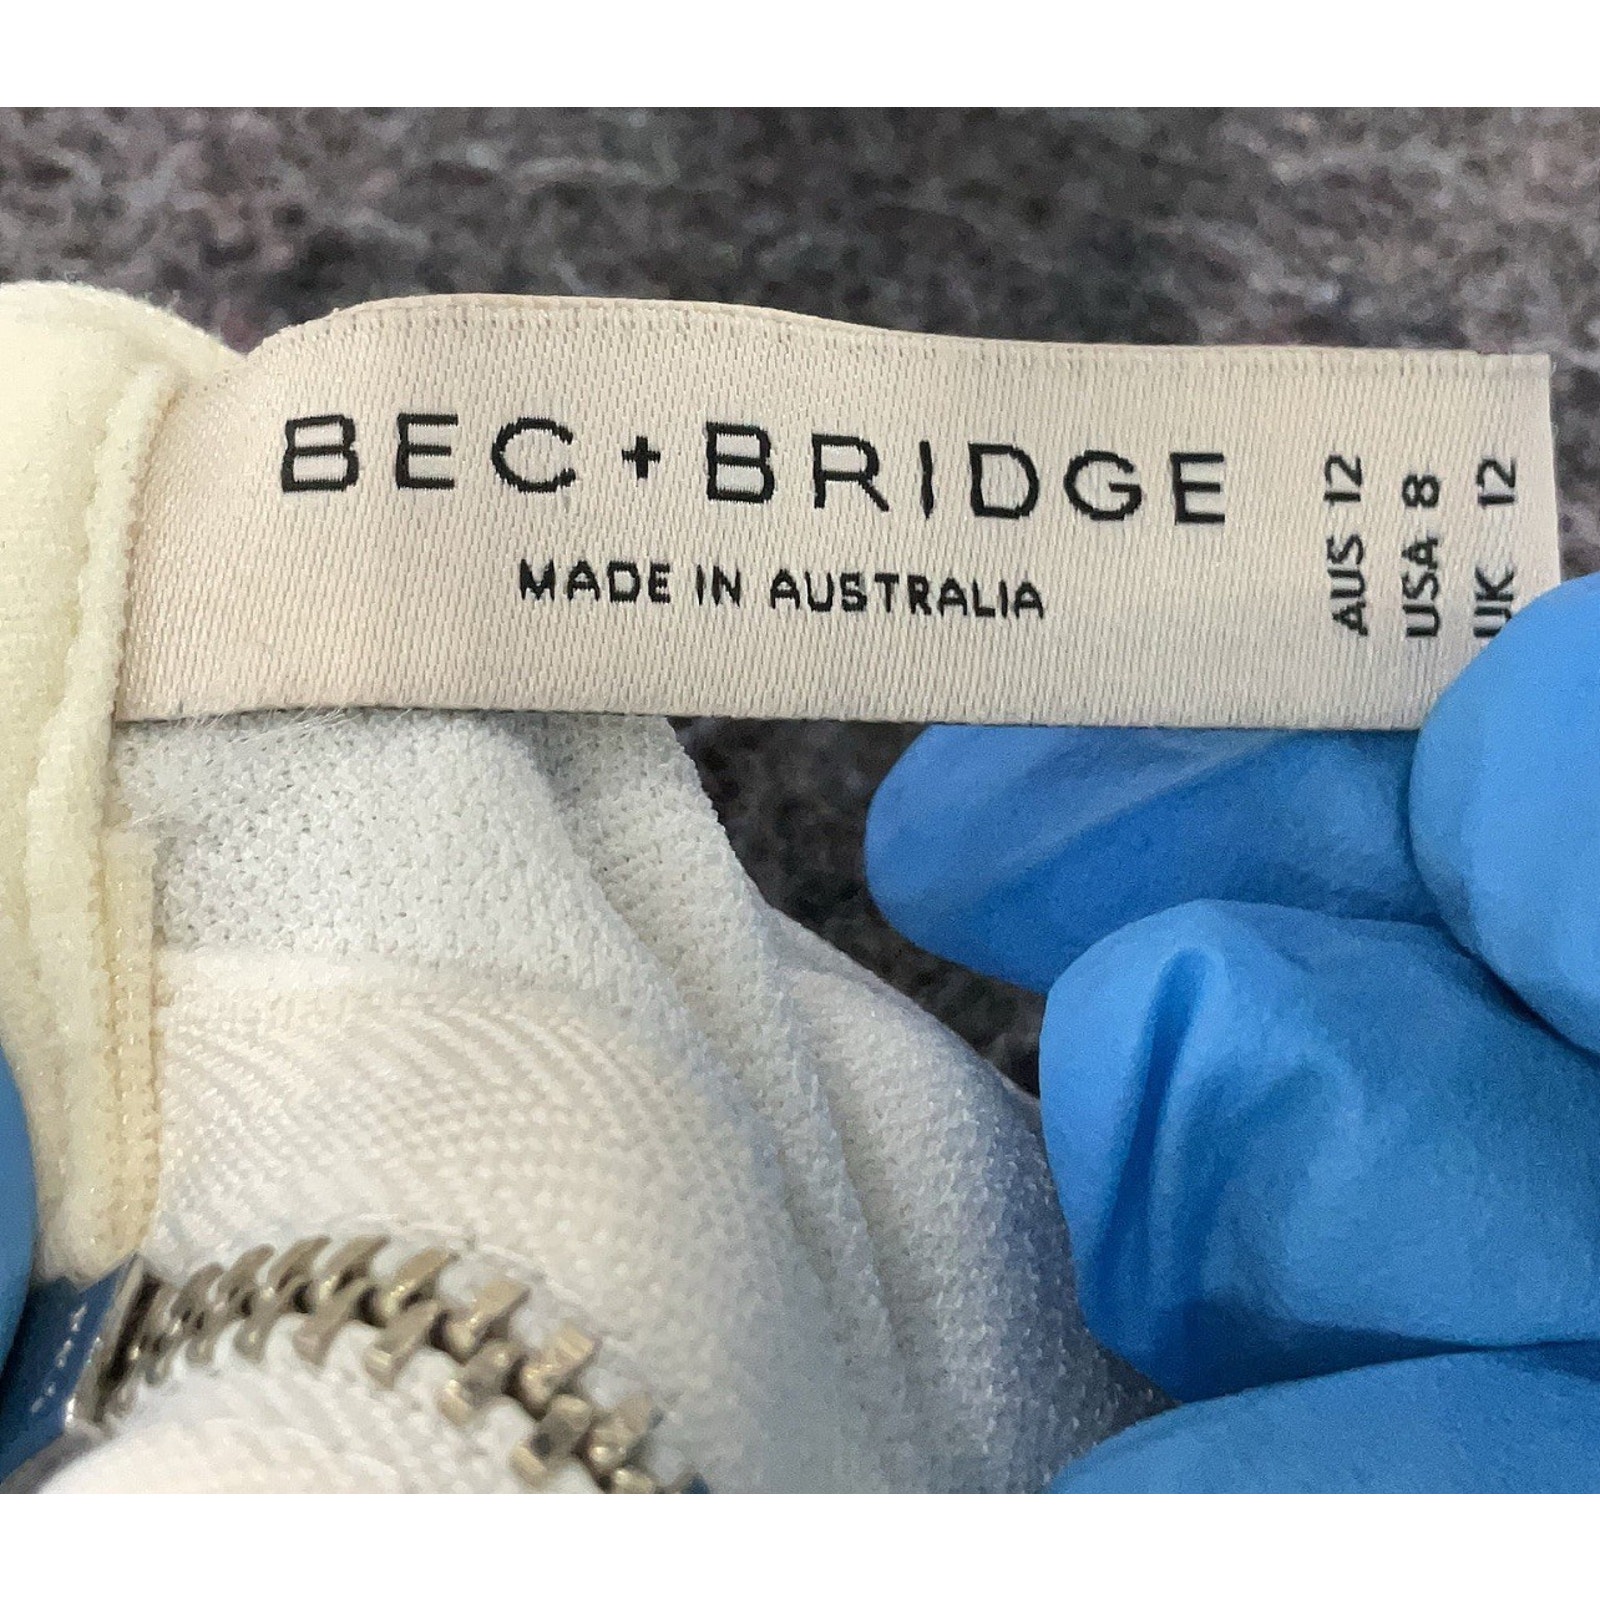 BEC+BRIDGE
MADE IN AUSTRALIA
AUS 12
USA 8
UK 12